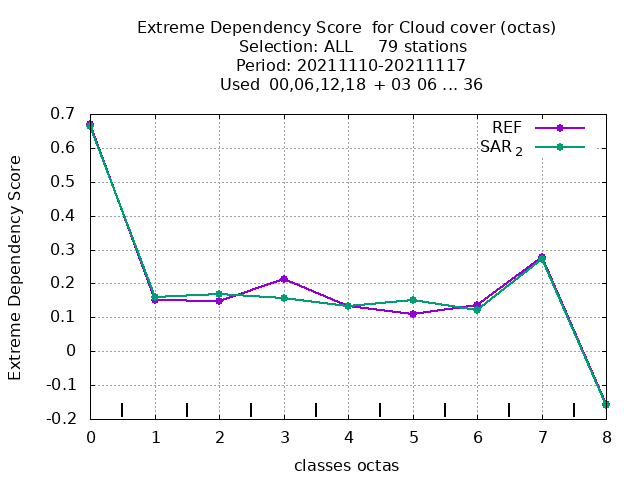 Extreme Dependency Score  for Cloud cover (octas)
Selection: ALL     79 stations
Period: 20211110-20211117
Used  00,06,12,18  + 03 06 ... 36
Extreme Dependency Score
0.7
0.6
0.5
0.4
0.3
0.2
0.1
0
-0.1
-0.2
REF
SAR 2
0 1 2 3 4 5 6 7 8
classes octas